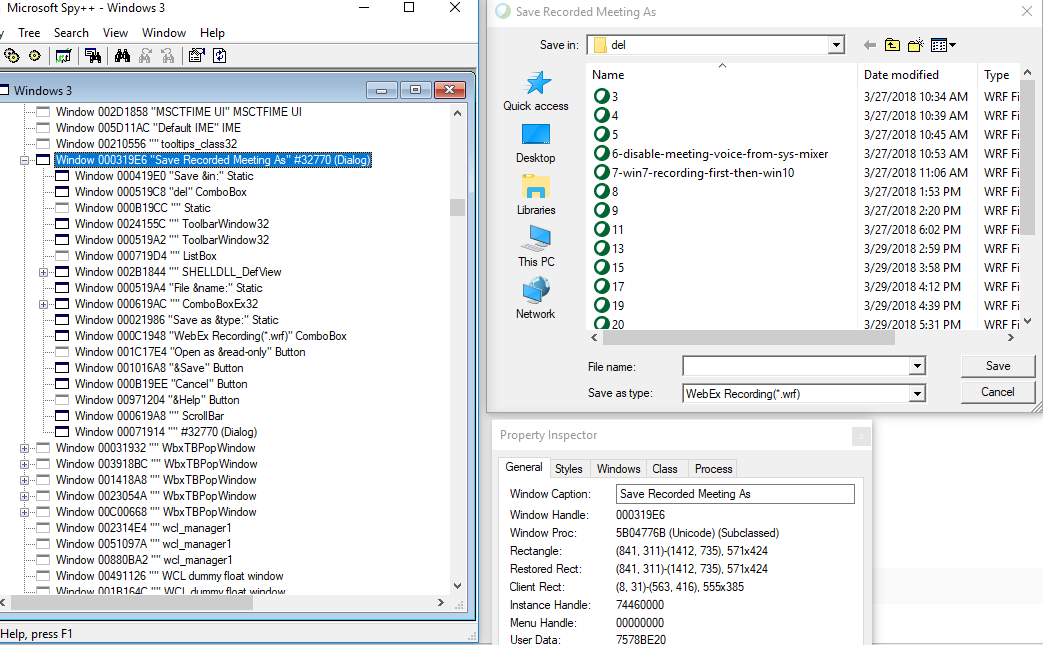 Microsoft Spy++ - Windows 3
Tree Search View Window Help
Windows 3
Window 002D1858 "MSCTFIME UI" MSCTFIME UI
Window 005D11AC "Default IME" IME
Window 00210556 "" tooltips_class32
Window 000319E6 "Save Recorded Meeting As" #32770 (Dialog)
Window 000419E0 "Save &in:" Static
Window 000519C8 "del" ComboBox
Window 000B19CC "" Static
Window 0024155C "" ToolbarWindow32
Window 000519A2 "" ToolbarWindow32
Window 000719D4 "" ListBox
Window 002B1844 "" SHELLDLL_DefView
Window 000519A4 "File &name:" Static
Window 000619AC "" ComboBoxEx32
Window 00021986 "Save as &type:" Static
Window 000C1948 "WebEx Recording(*.wrf)" ComboBox
Window 001C17E4 "Open as &read-only" Button
Window 001016A8 "&Save" Button
Window 000B19EE "Cancel" Button
Window 00971204 "&Help" Button
Window 000619A8 "" ScrollBar
Window 00071914 "" #32770 (Dialog)
Window 00031932 "" WbxTBPopWindow
Window 003918BC "" WbxTBPopWindow
Window 001418A8 "" WbxTBPopWindow
Window 0023054A "" WbxTBPopWindow
Window 00C00668 "" WbxTBPopWindow
Window 002314E4 "" wcl_manager1
Window 0051097A "" wcl_manager1
Window 00880BA2 "" wcl_manager1
Window 00491126 "" WCL dummy float window
Window 001B164C "" WCL dummy float window
Help, press F1
Save Recorded Meeting As
Save in: del
Quick access
Desktop
Libraries
This PC
Network
Name Date modified Type
3 3/27/2018 10:34 AM WRF Fi
4 3/27/2018 10:39 AM WRF Fi
5 3/27/2018 10:45 AM WRF Fi
6-disable-meeting-voice-from-sys-mixer 3/27/2018 10:53 AM WRF Fi
7-win7-recording-first-then-win10 3/27/2018 11:06 AM WRF Fi
8 3/27/2018 1:53 PM WRF Fi
9 3/27/2018 2:20 PM WRF Fi
11 3/27/2018 6:02 PM WRF Fi
13 3/29/2018 2:59 PM WRF Fi
15 3/29/2018 3:58 PM WRF Fi
17 3/29/2018 4:12 PM WRF Fi
19 3/29/2018 4:39 PM WRF Fi
20 3/29/2018 5:31 PM WRF Fi
File name: Save
Save as type: WebEx Recording(*.wrf) Cancel
Property Inspector
General Styles Windows Class Process
Window Caption: Save Recorded Meeting As
Window Handle: 000319E6
Window Proc: 5B04776B (Unicode) (Subclassed)
Rectangle: (841, 311)-(1412, 735), 571x424
Restored Rect: (841, 311)-(1412, 735), 571x424
Client Rect: (8, 31)-(563, 416), 555x385
Instance Handle: 74460000
Menu Handle: 00000000
User Data: 7578BE20